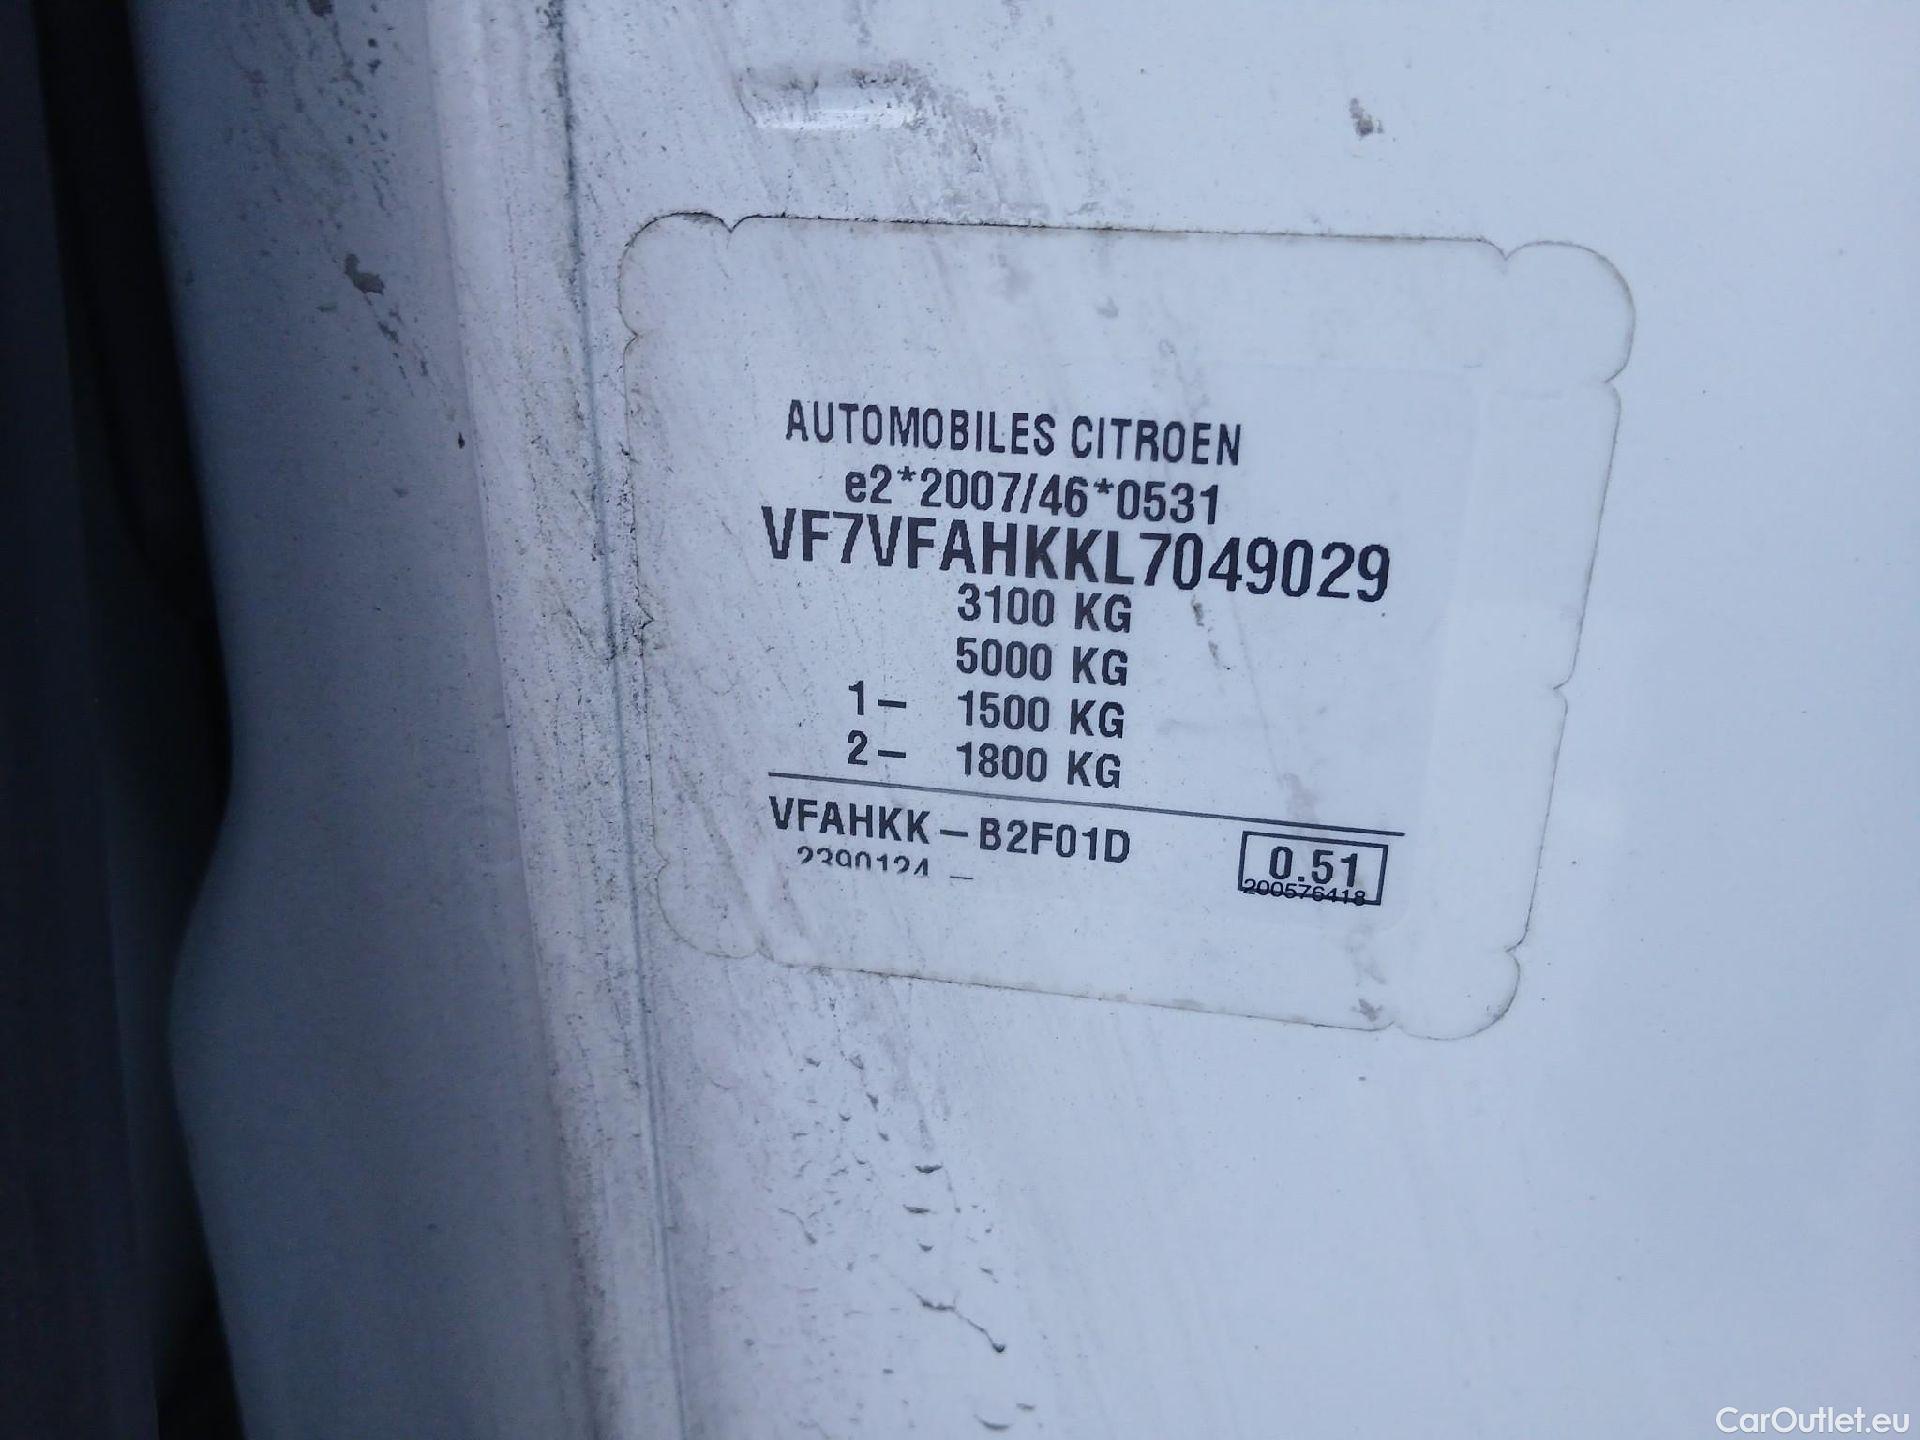 AUTOMOBILES CITROEN
e2*2007/46*0531
VF7VFAHKKL7049029
3100 KG
5000 KG
1- 1500 KG
2- 1800 KG
VFAHKK-B2F01D
0.51
2390124 -
200576418
CarOutlet.eu